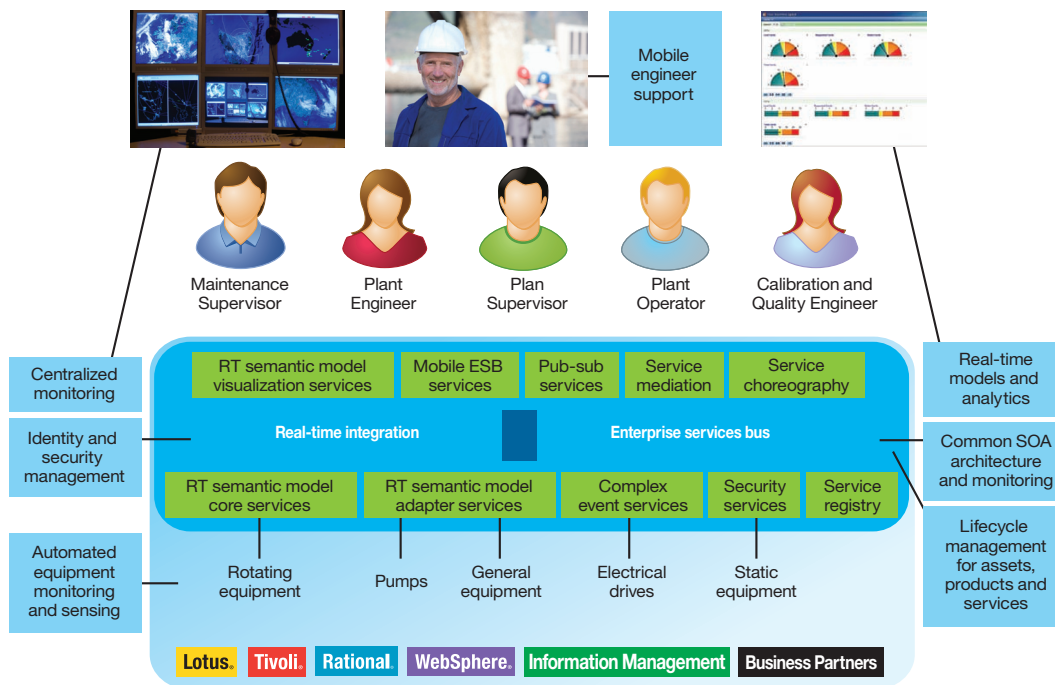 Mobile
engineer
support
Maintenance
Supervisor
Plant
Engineer
Plan
Supervisor
Plant
Operator
Calibration and
Quality Engineer
Centralized
monitoring
Identity and
security
management
Automated
equipment
monitoring
and sensing
RT semantic model
visualization services
Mobile ESB
services
Pub-sub
services
Service
mediation
Service
choreography
Real-time integration
Enterprise services bus
RT semantic model
core services
RT semantic model
adapter services
Complex
event services
Security
services
Service
registry
Rotating
equipment
Pumps
General
equipment
Electrical
drives
Static
equipment
Real-time
models and
analytics
Common SOA
architecture
and monitoring
Lifecycle
management
for assets,
products and
services
Lotus®
Tivoli®
Rational®
WebSphere®
Information Management
Business Partners